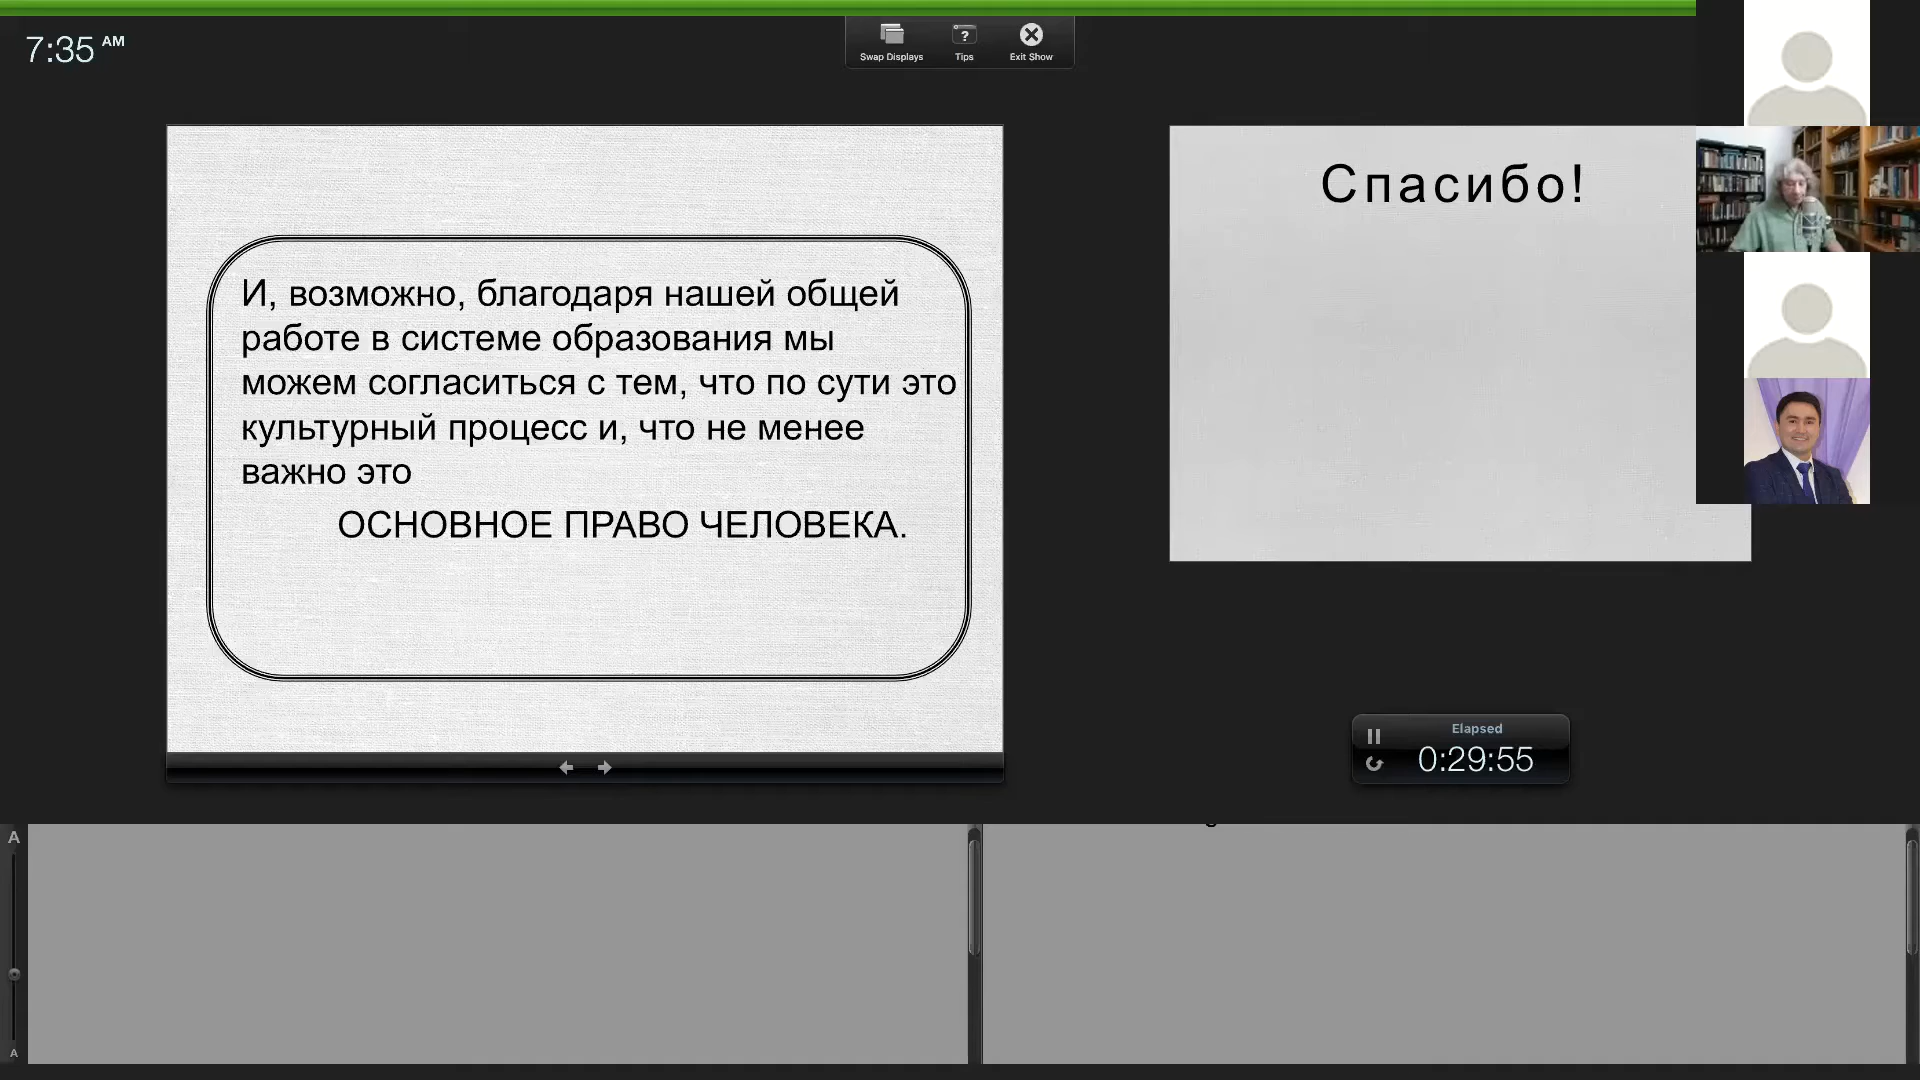 7:35 AM
Swap Displays
Tips
Exit Show
И, возможно, благодаря нашей общей
работе в системе образования мы
можем согласиться с тем, что по сути это
культурный процесс и, что не менее
важно это
ОСНОВНОЕ ПРАВО ЧЕЛОВЕКА.
Спасибо!
Elapsed
0:29:55
A
A